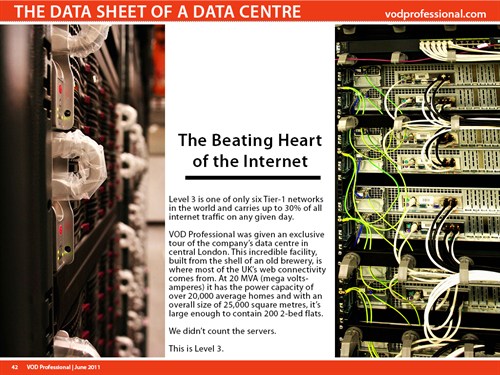 THE DATA SHEET OF A DATA CENTRE
vodprofessional.com
The Beating Heart
of the Internet
Level 3 is one of only six Tier-1 networks
in the world and carries up to 30% of all
internet traffic on any given day.
VOD Professional was given an exclusive
tour of the company's data centre in
central London. This incredible facility,
built from the shell of an old brewery, is
where most of the UK's web connectivity
comes from. At 20 MVA (mega volts-
amperes) it has the power capacity of
over 20,000 average homes and with an
overall size of 25,000 square metres, it's
large enough to contain 200 2-bed flats.
We didn't count the servers.
This is Level 3.
42 VOD Professional | June 2011